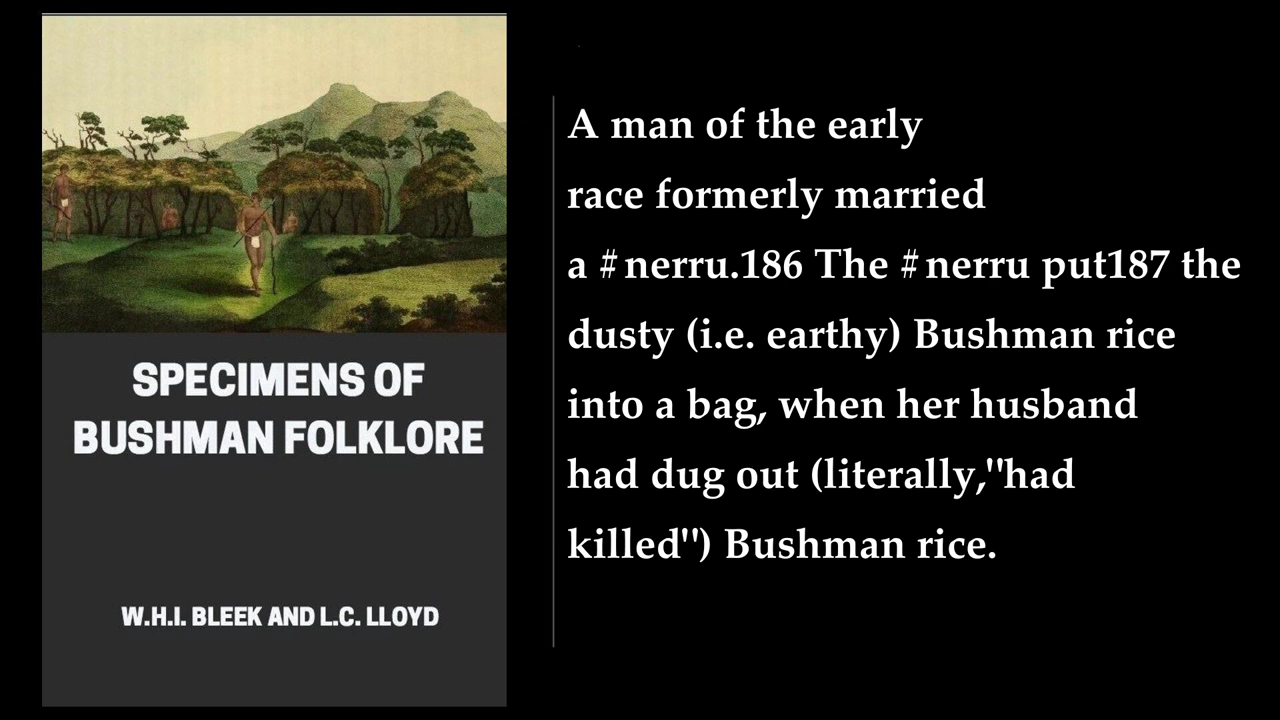 SPECIMENS OF
BUSHMAN FOLKLORE
W.H.I. BLEEK AND L.C. LLOYD
A man of the early
race formerly married
a #nerru.186 The #nerru put187 the
dusty (i.e. earthy) Bushman rice
into a bag, when her husband
had dug out (literally,"had
killed") Bushman rice.